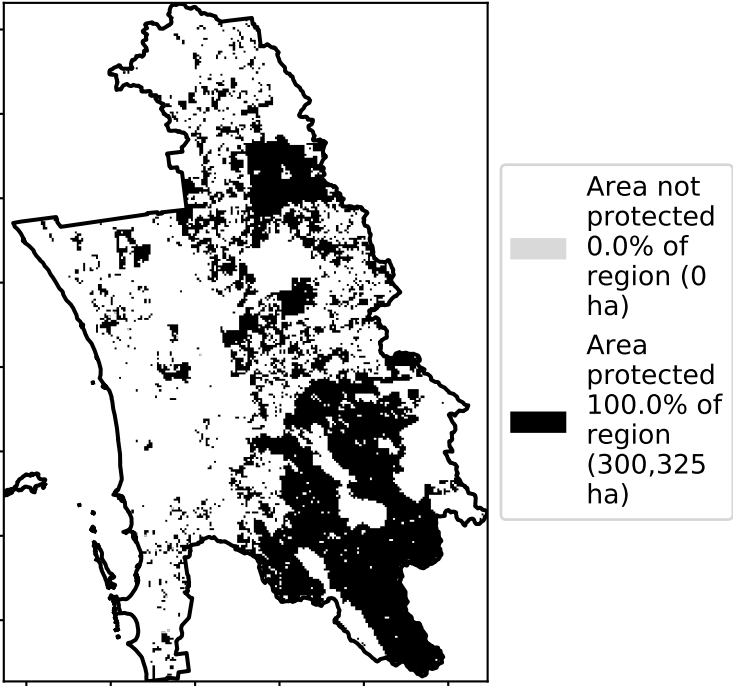 Area not
protected
0.0% of
region (0
ha)
Area
protected
100.0% of
region
(300,325
ha)